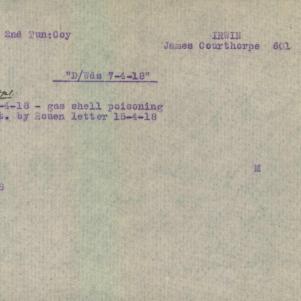 2nd Tun:Coy IRWIN
James Courthorpe 601
"D/Wds 7-4-18"
-4-18 - gas shell poisoning
. by Rouen letter 15-4-18
M